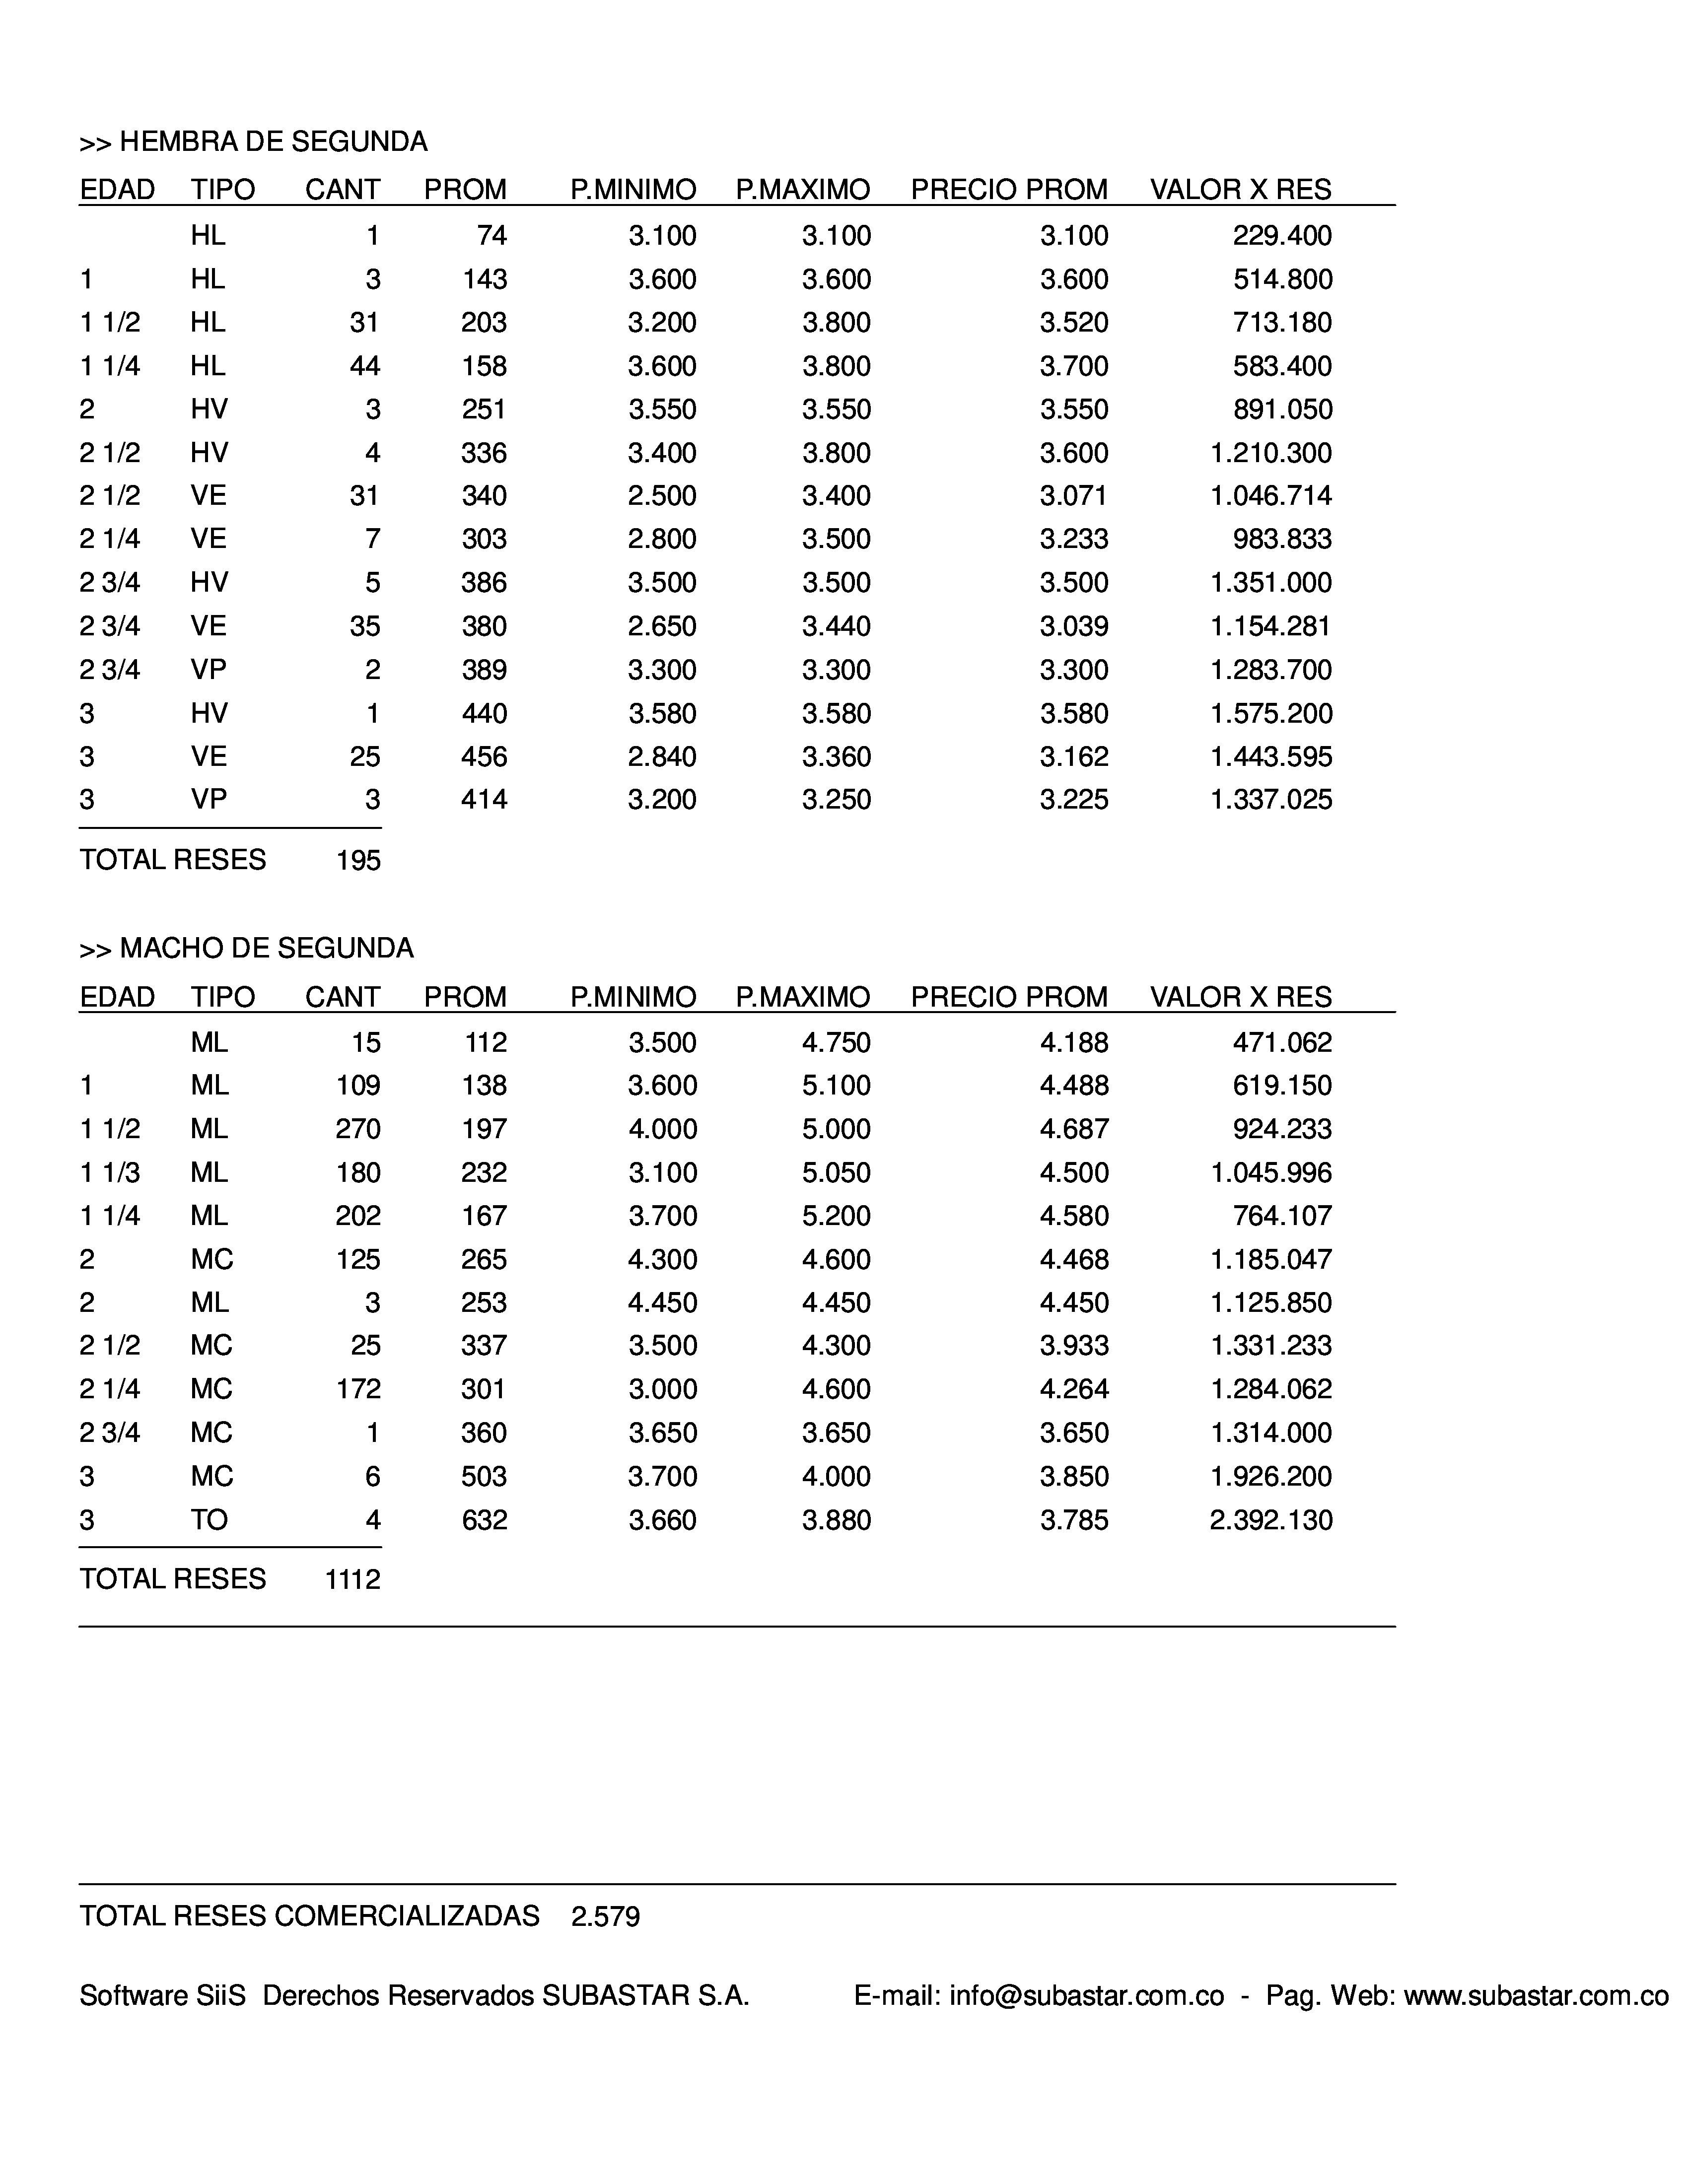 >> HEMBRA DE SEGUNDA
EDAD TIPO CANT PROM P.MINIMO P.MAXIMO PRECIO PROM VALOR X RES
HL 1 74 3.100 3.100 3.100 229.400
1 HL 3 143 3.600 3.600 3.600 514.800
1 1/2 HL 31 203 3.200 3.800 3.520 713.180
1 1/4 HL 44 158 3.600 3.800 3.700 583.400
2 HV 3 251 3.550 3.550 3.550 891.050
2 1/2 HV 4 336 3.400 3.800 3.600 1.210.300
2 1/2 VE 31 340 2.500 3.400 3.071 1.046.714
2 1/4 VE 7 303 2.800 3.500 3.233 983.833
2 3/4 HV 5 386 3.500 3.500 3.500 1.351.000
2 3/4 VE 35 380 2.650 3.440 3.039 1.154.281
2 3/4 VP 2 389 3.300 3.300 3.300 1.283.700
3 HV 1 440 3.580 3.580 3.580 1.575.200
3 VE 25 456 2.840 3.360 3.162 1.443.595
3 VP 3 414 3.200 3.250 3.225 1.337.025
TOTAL RESES 195
>> MACHO DE SEGUNDA
EDAD TIPO CANT PROM P.MINIMO P.MAXIMO PRECIO PROM VALOR X RES
ML 15 112 3.500 4.750 4.188 471.062
1 ML 109 138 3.600 5.100 4.488 619.150
1 1/2 ML 270 197 4.000 5.000 4.687 924.233
1 1/3 ML 180 232 3.100 5.050 4.500 1.045.996
1 1/4 ML 202 167 3.700 5.200 4.580 764.107
2 MC 125 265 4.300 4.600 4.468 1.185.047
2 ML 3 253 4.450 4.450 4.450 1.125.850
2 1/2 MC 25 337 3.500 4.300 3.933 1.331.233
2 1/4 MC 172 301 3.000 4.600 4.264 1.284.062
2 3/4 MC 1 360 3.650 3.650 3.650 1.314.000
3 MC 6 503 3.700 4.000 3.850 1.926.200
3 TO 4 632 3.660 3.880 3.785 2.392.130
TOTAL RESES 1112
TOTAL RESES COMERCIALIZADAS 2.579
Software SiiS Derechos Reservados SUBASTAR S.A. E-mail: info@subastar.com.co - Pag. Web: www.subastar.com.co